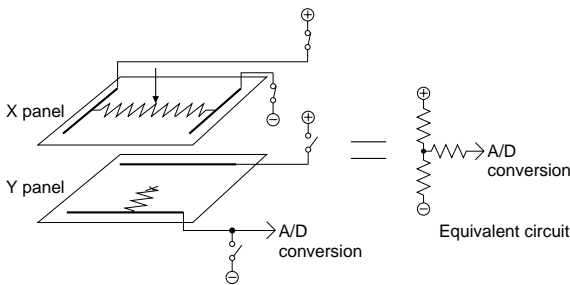 X panel
Y panel
A/D
conversion
A/D
conversion
Equivalent circuit